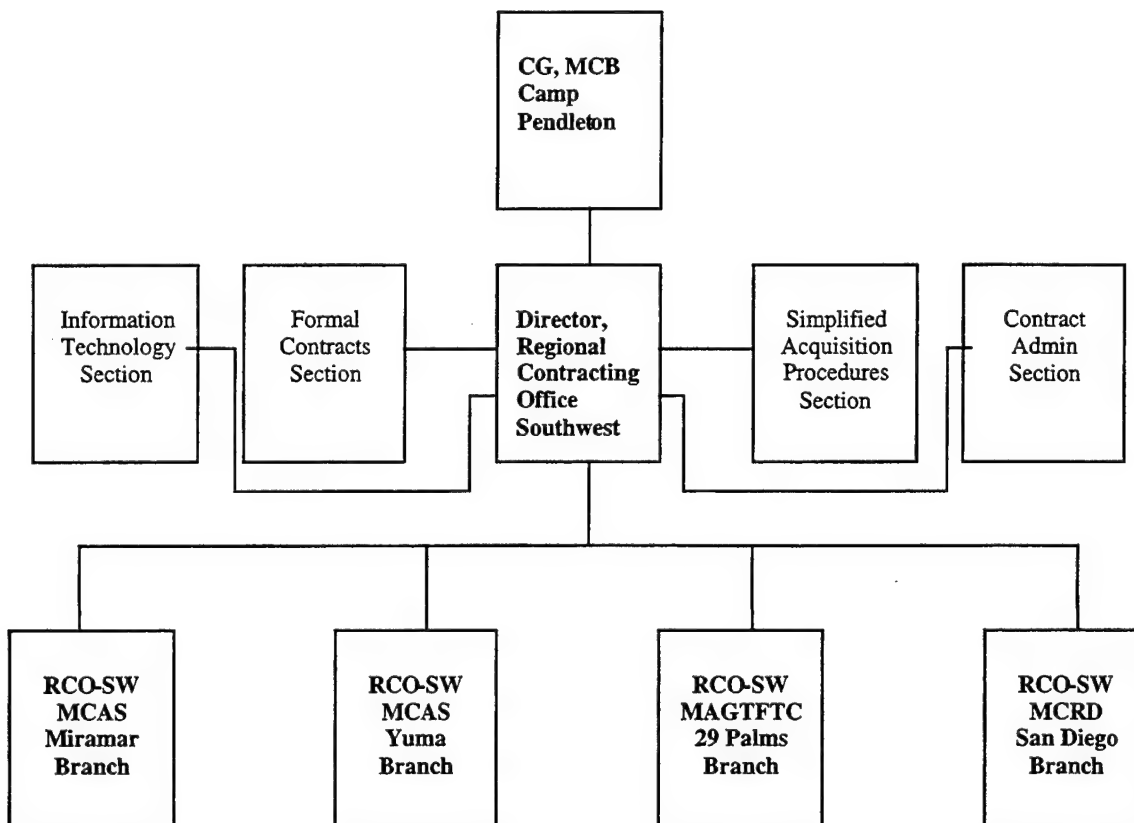 CG, MCB
Camp
Pendleton
Information
Technology
Section
Formal
Contracts
Section
Director,
Regional
Contracting
Office
Southwest
Simplified
Acquisition
Procedures
Section
Contract
Admin
Section
RCO-SW
MCAS
Miramar
Branch
RCO-SW
MCAS
Yuma
Branch
RCO-SW
MAGTFTC
29 Palms
Branch
RCO-SW
MCRD
San Diego
Branch